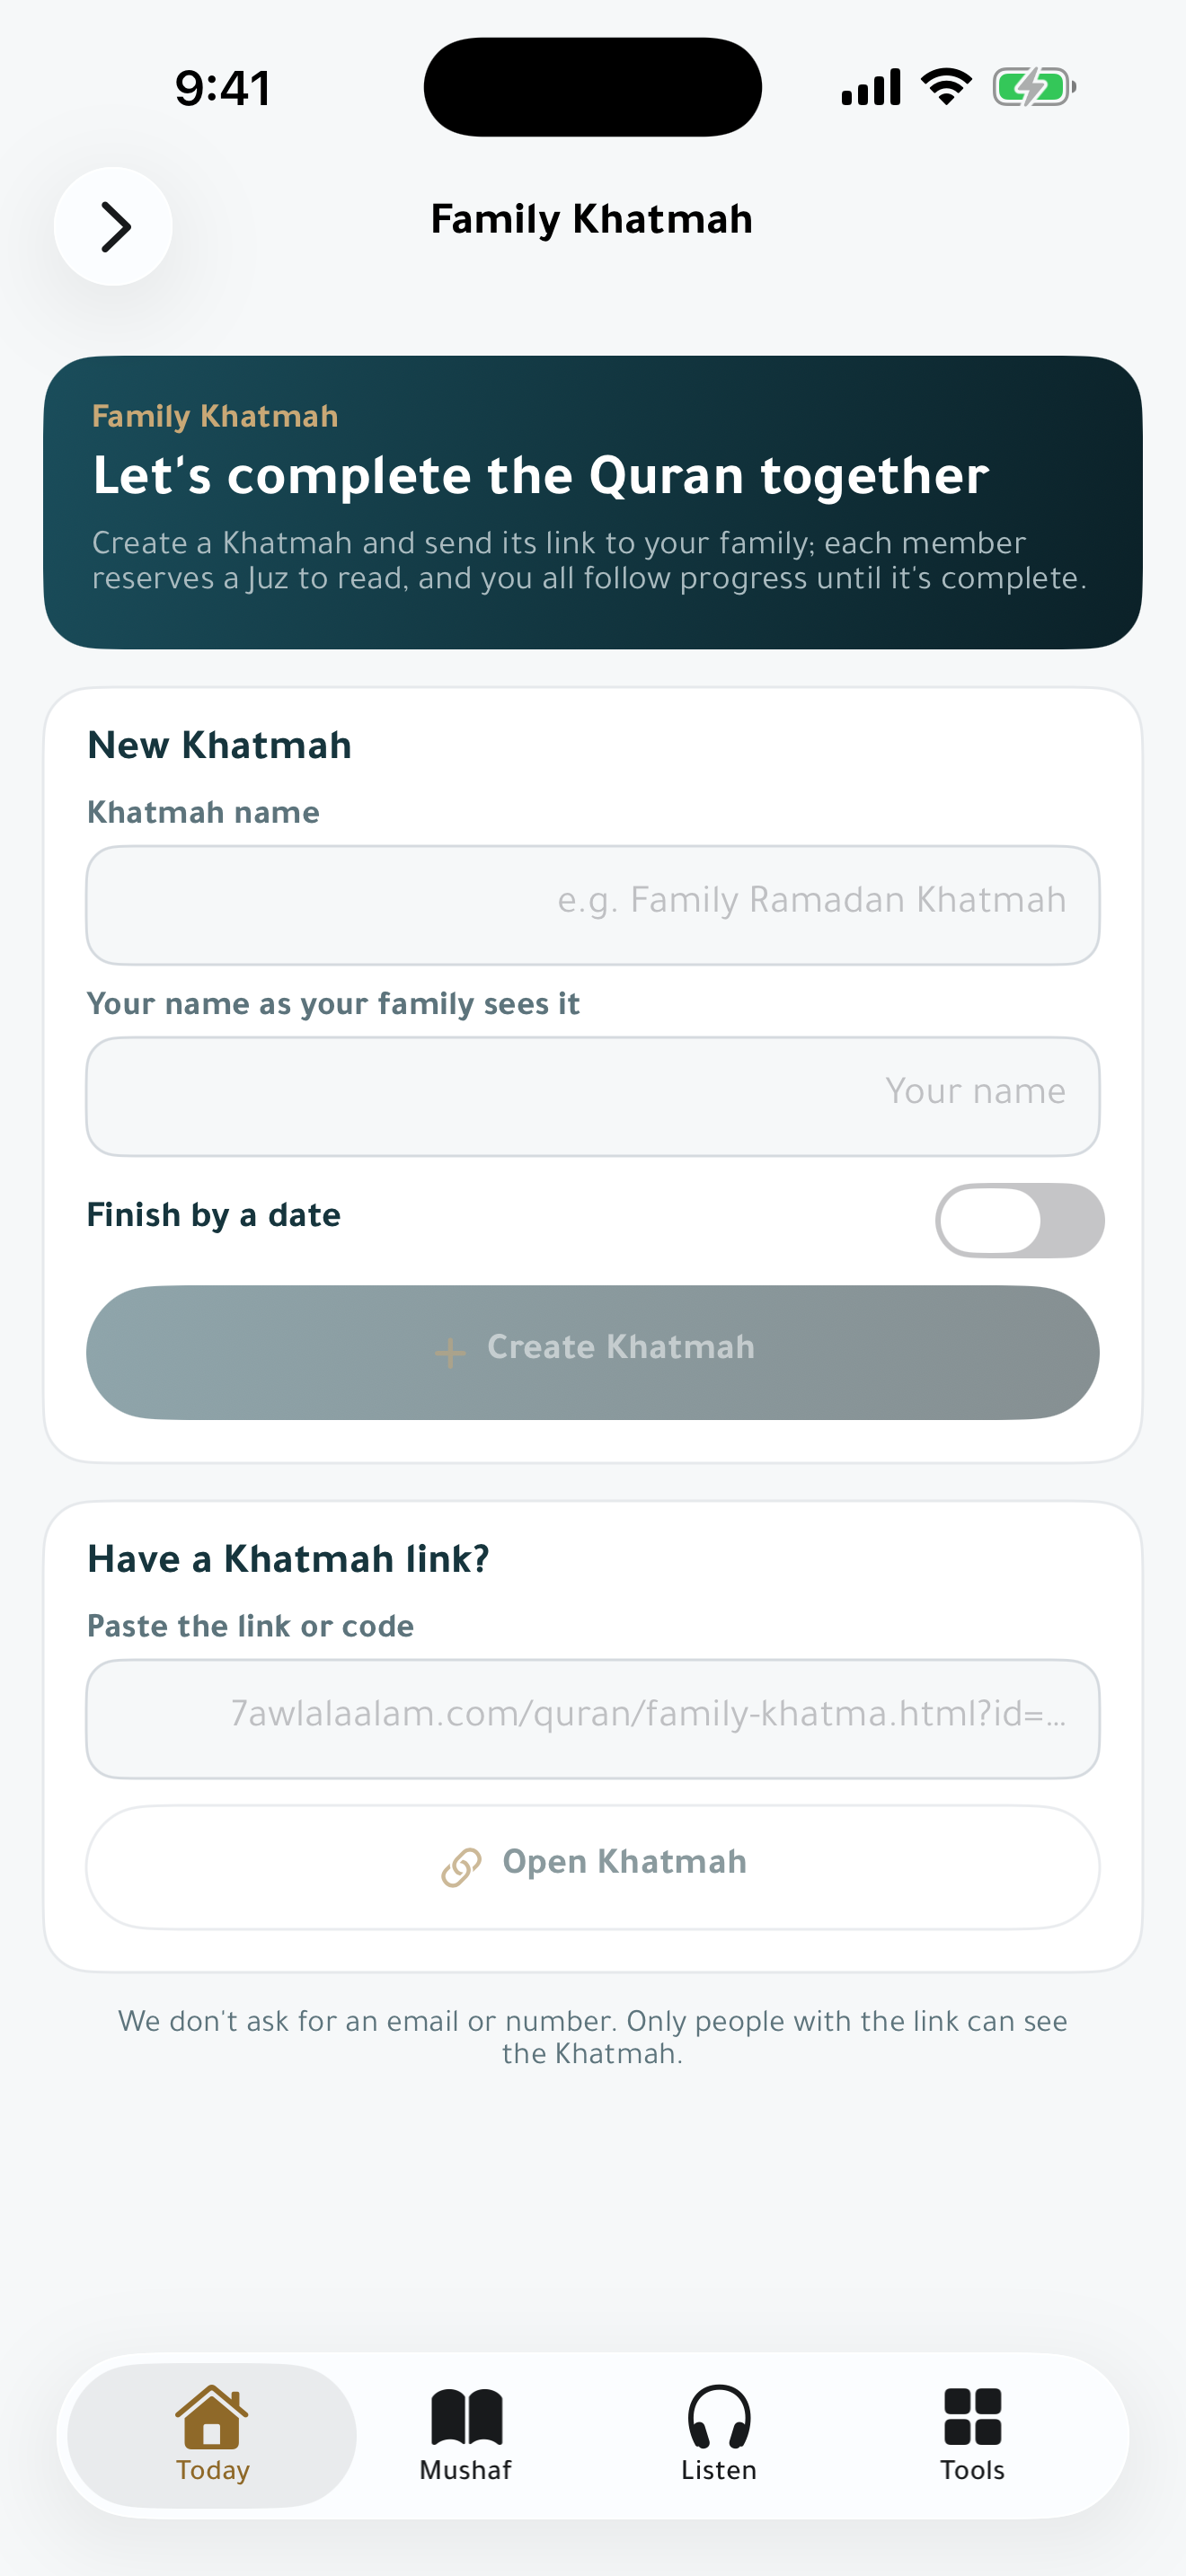 9:41
Family Khatmah
Family Khatmah
Let's complete the Quran together
Create a Khatmah and send its link to your family; each member
reserves a Juz to read, and you all follow progress until it's complete.
New Khatmah
Khatmah name
e.g. Family Ramadan Khatmah
Your name as your family sees it
Your name
Finish by a date
Create Khatmah
Have a Khatmah link?
Paste the link or code
7awlalaalam.com/quran/family-khatma.html?id=...
Open Khatmah
We don't ask for an email or number. Only people with the link can see
the Khatmah.
Today
Mushaf
Listen
Tools